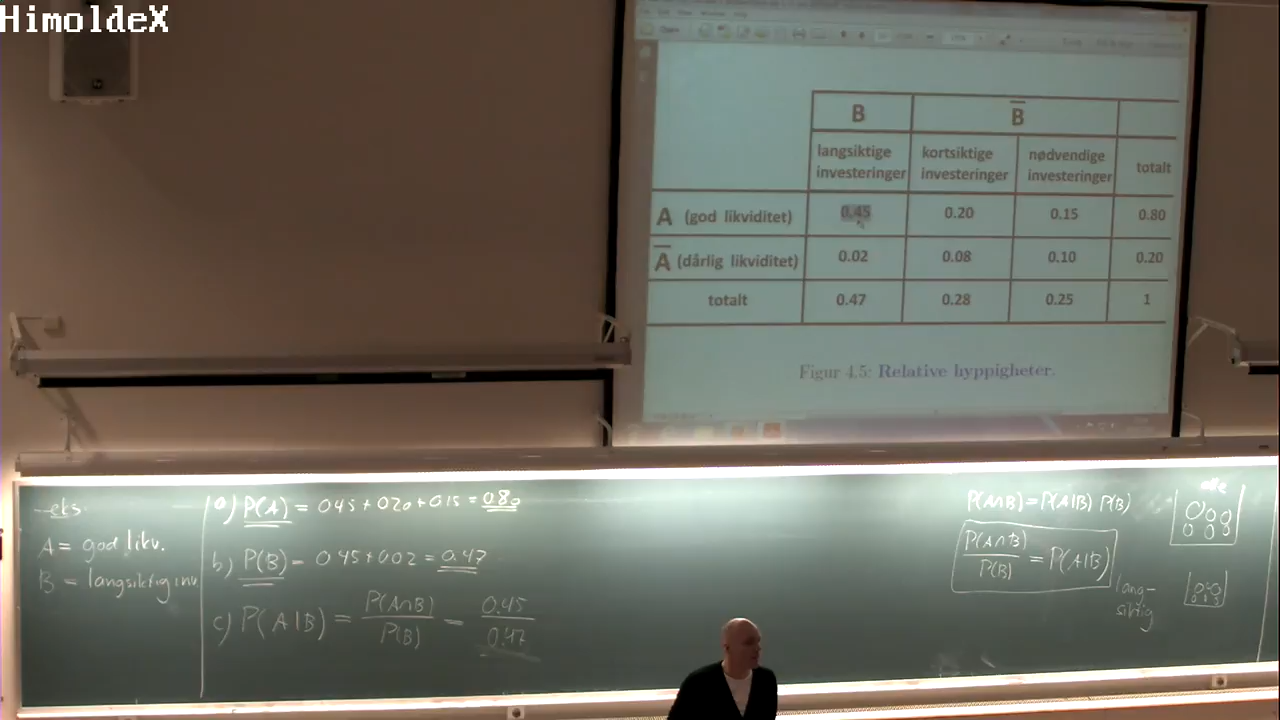 HimoldeX
B
B̅
langsiktige investeringer
kortsiktige investeringer
nødvendige investeringer
totalt
A (god likviditet) 0.45 0.20 0.15 0.80
A̅ (dårlig likviditet) 0.02 0.08 0.10 0.20
totalt 0.47 0.28 0.25 1
Figur 4.5: Relative hyppigheter.
eks.
A = god likv.
B = langsiktig inv.
a) P(A) = 0.45 + 0.20 + 0.15 = 0.80
b) P(B) = 0.45 + 0.02 = 0.47
c) P(A|B) = P(A∩B) / P(B) = 0.45 / 0.47
P(A∩B) = P(A|B) P(B)
P(A∩B) / P(B) = P(A|B)
alle
lang-
siktig